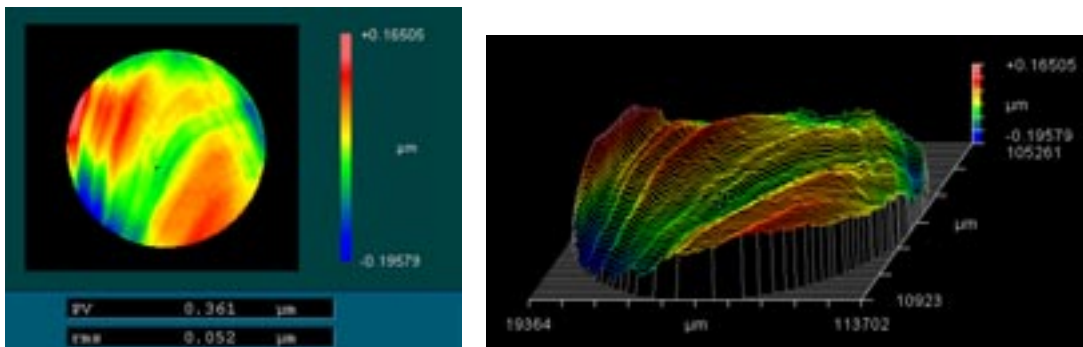 +0.16505
µm
-0.19579
PV 0.361 µm
rms 0.052 µm
+0.16505
µm
-0.19579
105261
µm
10923
19364 µm 113702